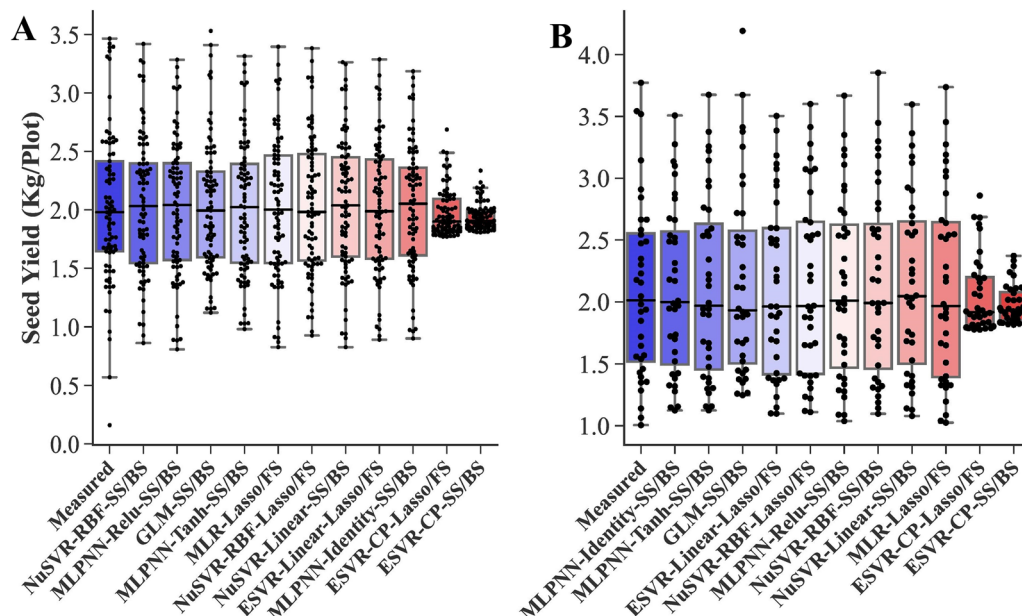 A
Seed Yield (Kg/Plot)
3.5
3.0
2.5
2.0
1.5
1.0
0.5
0.0
Measured
NuSVR-RBF-SS/BS
MLPNN-Relu-SS/BS
GLM-SS/BS
MLPNN-Tanh-SS/BS
MLR-Lasso/FS
NuSVR-RBF-Lasso/FS
NuSVR-Linear-SS/BS
ESVR-Linear-Lasso/FS
MLPNN-Identity-SS/BS
ESVR-CP-Lasso/FS
ESVR-CP-SS/BS
B
4.0
3.5
3.0
2.5
2.0
1.5
1.0
Measured
MLPNN-Identity-SS/BS
MLPNN-Tanh-SS/BS
GLM-SS/BS
ESVR-Linear-Lasso/FS
NuSVR-RBF-Lasso/FS
MLPNN-Relu-SS/BS
NuSVR-RBF-SS/BS
NuSVR-Linear-SS/BS
MLR-Lasso/FS
ESVR-CP-Lasso/FS
ESVR-CP-SS/BS